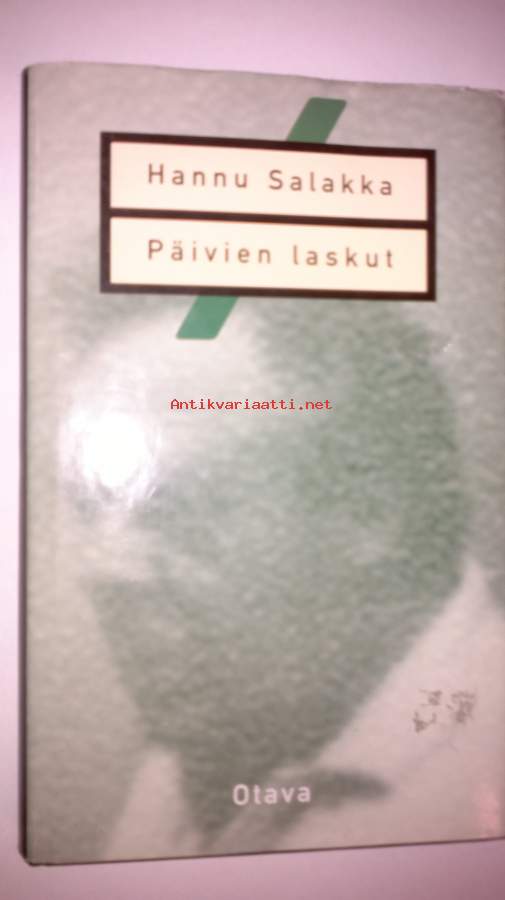 Hannu Salakka
Päivien laskut
Antikvariaatti.net
Otava